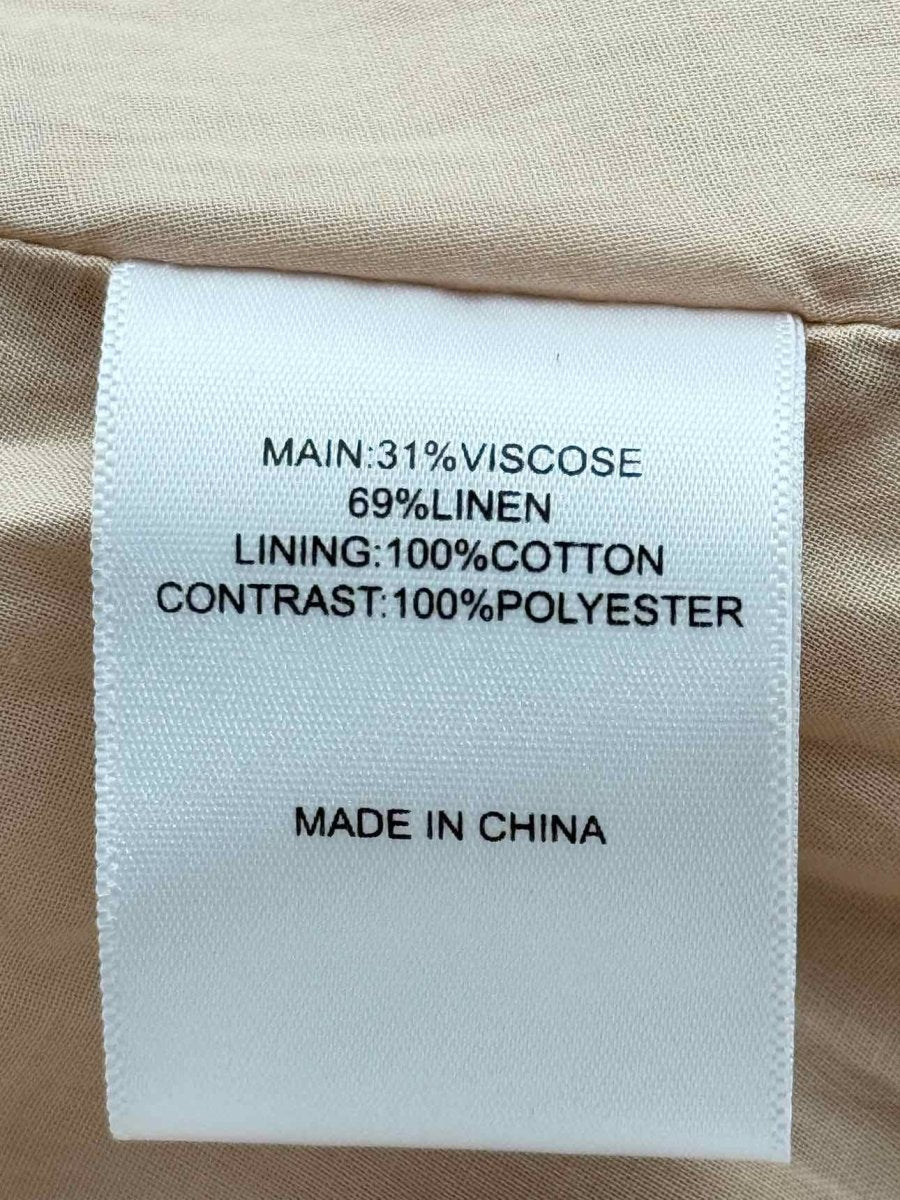 MAIN:31%VISCOSE
69%LINEN
LINING:100%COTTON
CONTRAST:100%POLYESTER
MADE IN CHINA